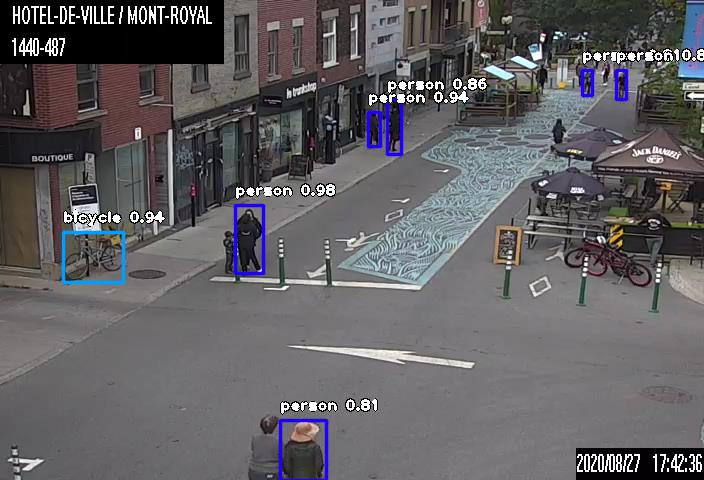 HOTEL-DE-VILLE / MONT-ROYAL
1440-487
person 0.86
person 0.94
person 0.98
bicycle 0.94
BOUTIQUE
JACK DANIEL'S
person 0.81
2020/08/27 17:42:36